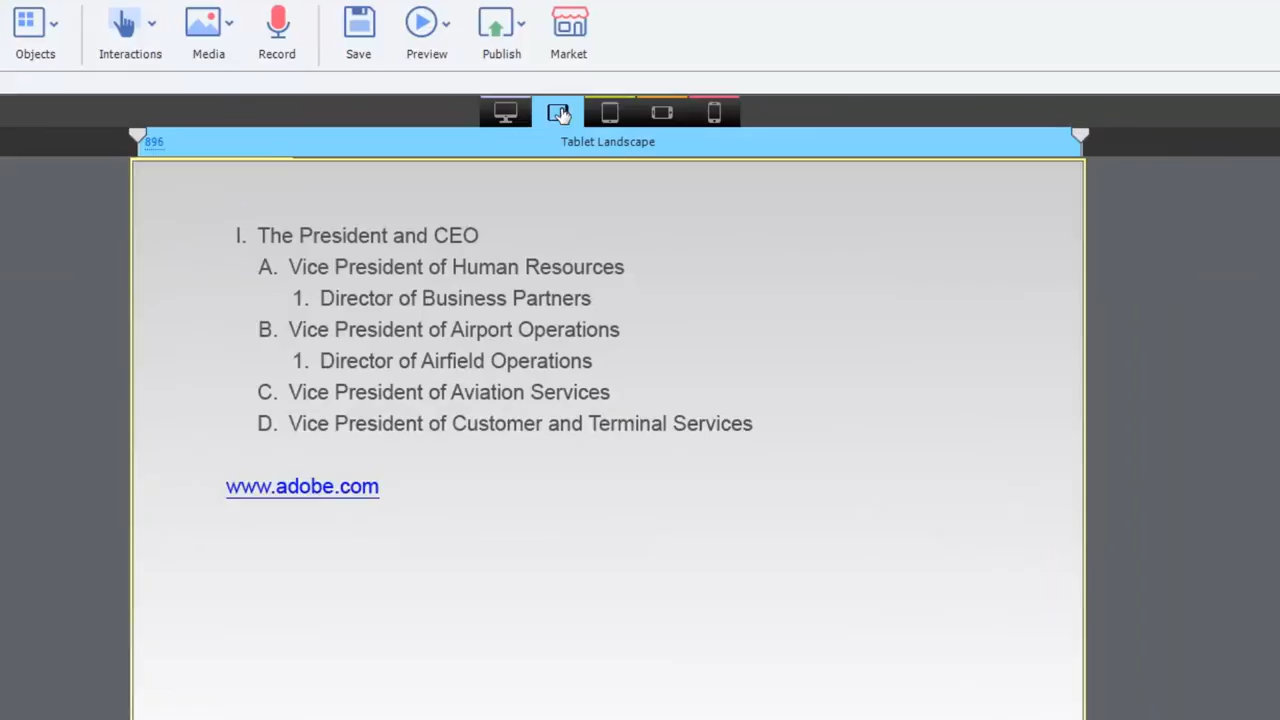 Objects Interactions Media Record Save Preview Publish Market
896 Tablet Landscape
I. The President and CEO
A. Vice President of Human Resources
1. Director of Business Partners
B. Vice President of Airport Operations
1. Director of Airfield Operations
C. Vice President of Aviation Services
D. Vice President of Customer and Terminal Services
www.adobe.com